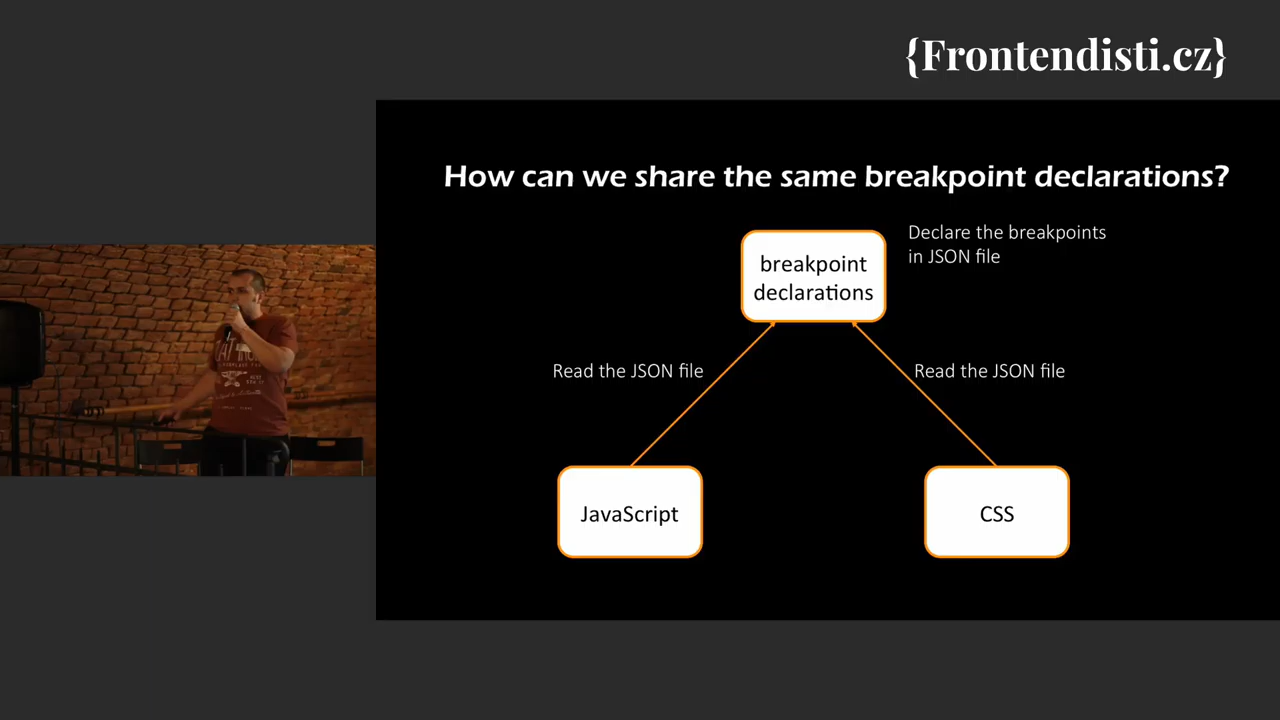 {Frontendisti.cz}
How can we share the same breakpoint declarations?
breakpoint
declarations
Declare the breakpoints
in JSON file
Read the JSON file
Read the JSON file
JavaScript
CSS